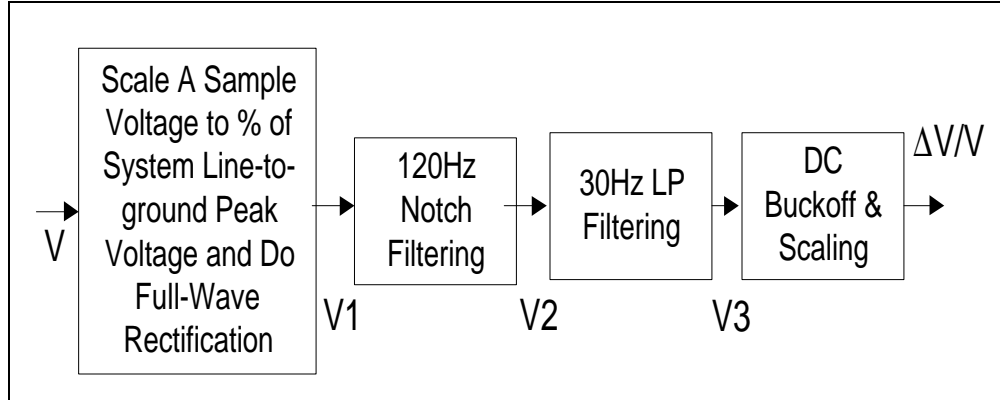 V
Scale A Sample
Voltage to % of
System Line-to-
ground Peak
Voltage and Do
Full-Wave
Rectification
V1
120Hz
Notch
Filtering
V2
30Hz LP
Filtering
V3
DC
Buckoff &
Scaling
ΔV/V